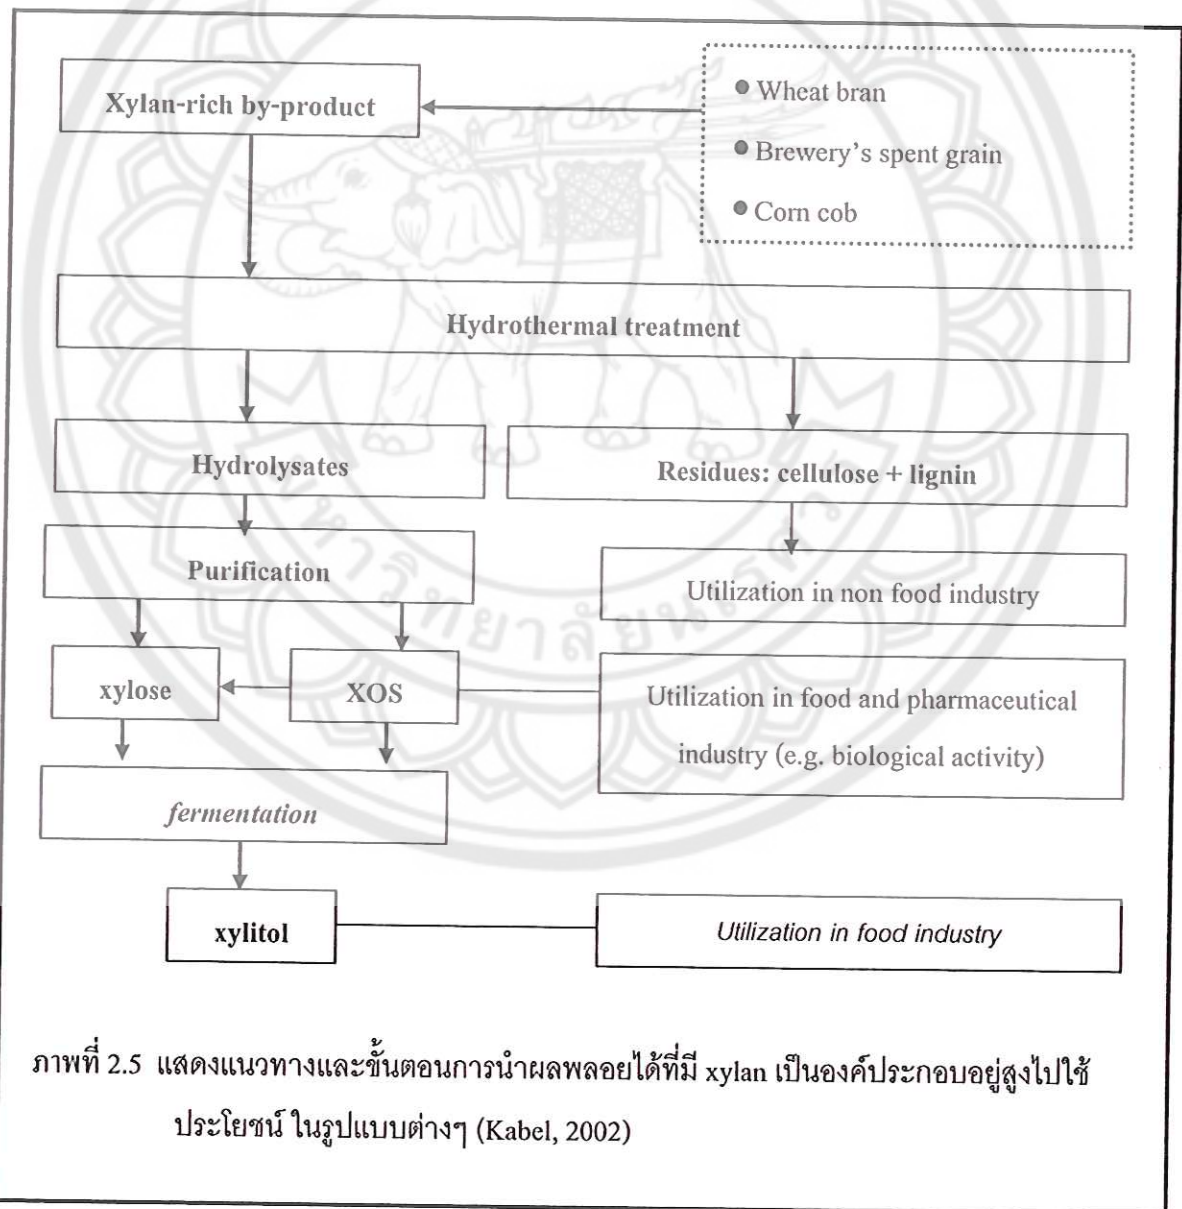 Xylan-rich by-product
Wheat bran
Brewery's spent grain
Corn cob
Hydrothermal treatment
Hydrolysates
Residues: cellulose + lignin
Purification
Utilization in non food industry
xylose
XOS
Utilization in food and pharmaceutical
industry (e.g. biological activity)
fermentation
xylitol
Utilization in food industry
ภาพที่ 2.5 แสดงแนวทางและขั้นตอนการนำผลพลอยได้ที่มี xylan เป็นองค์ประกอบอยู่สูงไปใช้
ประโยชน์ ในรูปแบบต่างๆ (Kabel, 2002)